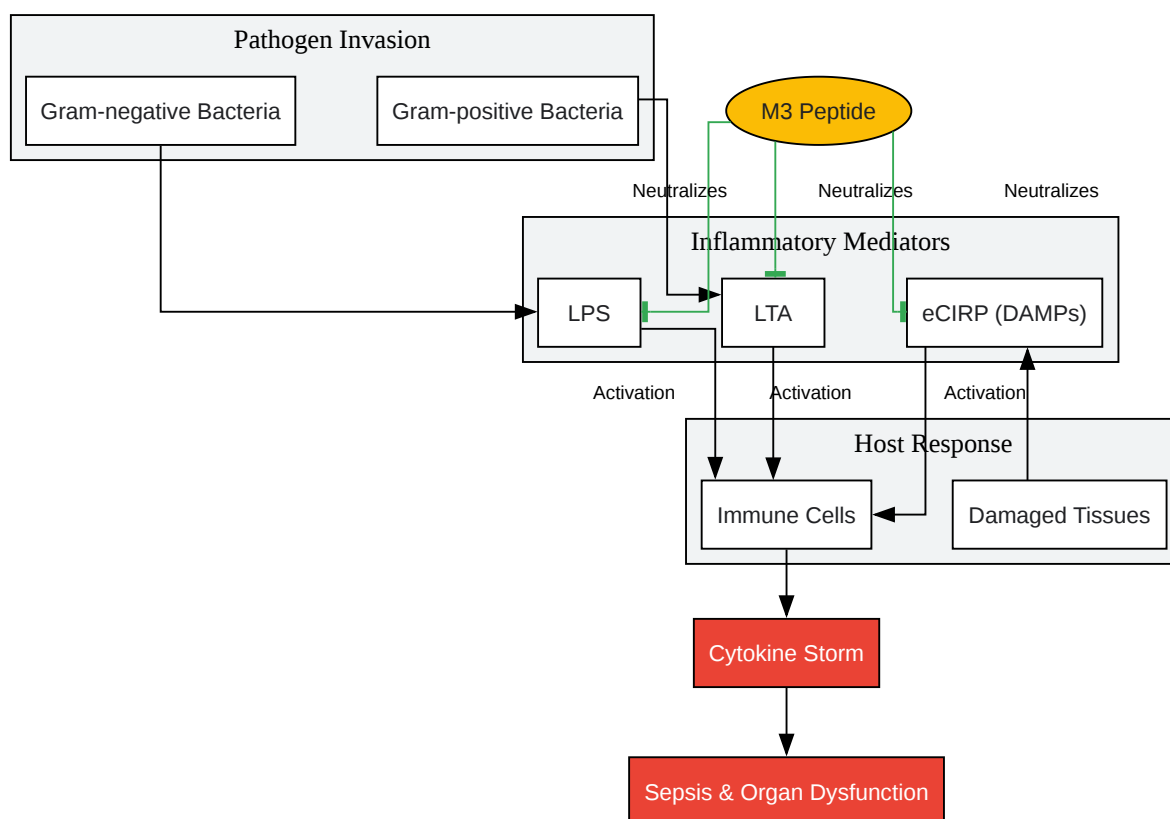 Pathogen Invasion
Gram-negative Bacteria
Gram-positive Bacteria
M3 Peptide
Neutralizes
Neutralizes
Neutralizes
Inflammatory Mediators
LPS
LTA
eCIRP (DAMPs)
Activation
Activation
Activation
Host Response
Immune Cells
Damaged Tissues
Cytokine Storm
Sepsis & Organ Dysfunction